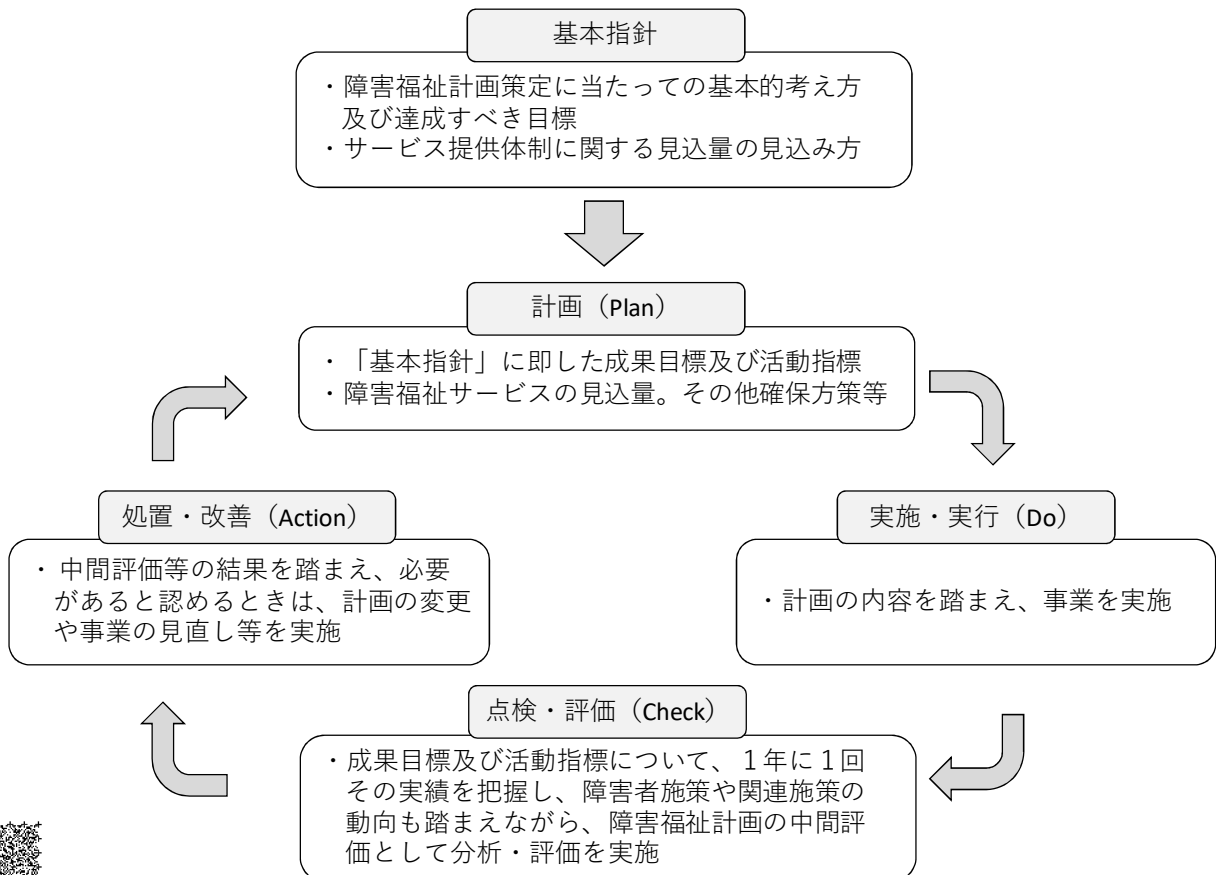 基本指針
・障害福祉計画策定に当たっての基本的考え方
及び達成すべき目標
・サービス提供体制に関する見込量の見込み方
計画（Plan）
・「基本指針」に即した成果目標及び活動指標
・障害福祉サービスの見込量。その他確保方策等
処置・改善（Action）
・中間評価等の結果を踏まえ、必要
があると認めるときは、計画の変更
や事業の見直し等を実施
実施・実行（Do）
・計画の内容を踏まえ、事業を実施
点検・評価（Check）
・成果目標及び活動指標について、１年に１回
その実績を把握し、障害者施策や関連施策の
動向も踏まえながら、障害福祉計画の中間評
価として分析・評価を実施